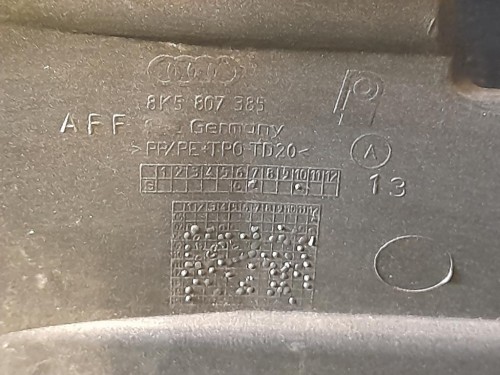 8K5 807 385
AFF Germany
>PP/PE-TPO TD20<
A
1 2 3 4 5 6 7 8 9 10 11 12
13